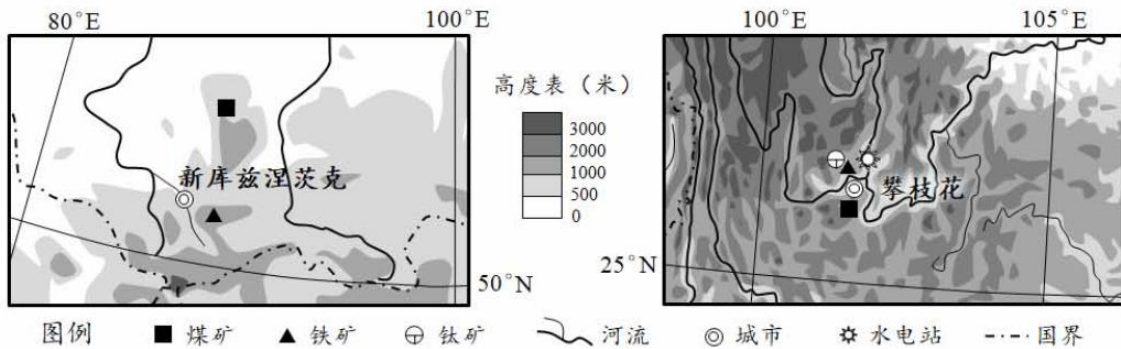 80°E
100°E
新库兹涅茨克
50°N
高度表（米）
3000
2000
1000
500
0
100°E
105°E
攀枝花
25°N
图例 煤矿 铁矿 钛矿 河流 城市 水电站 国界